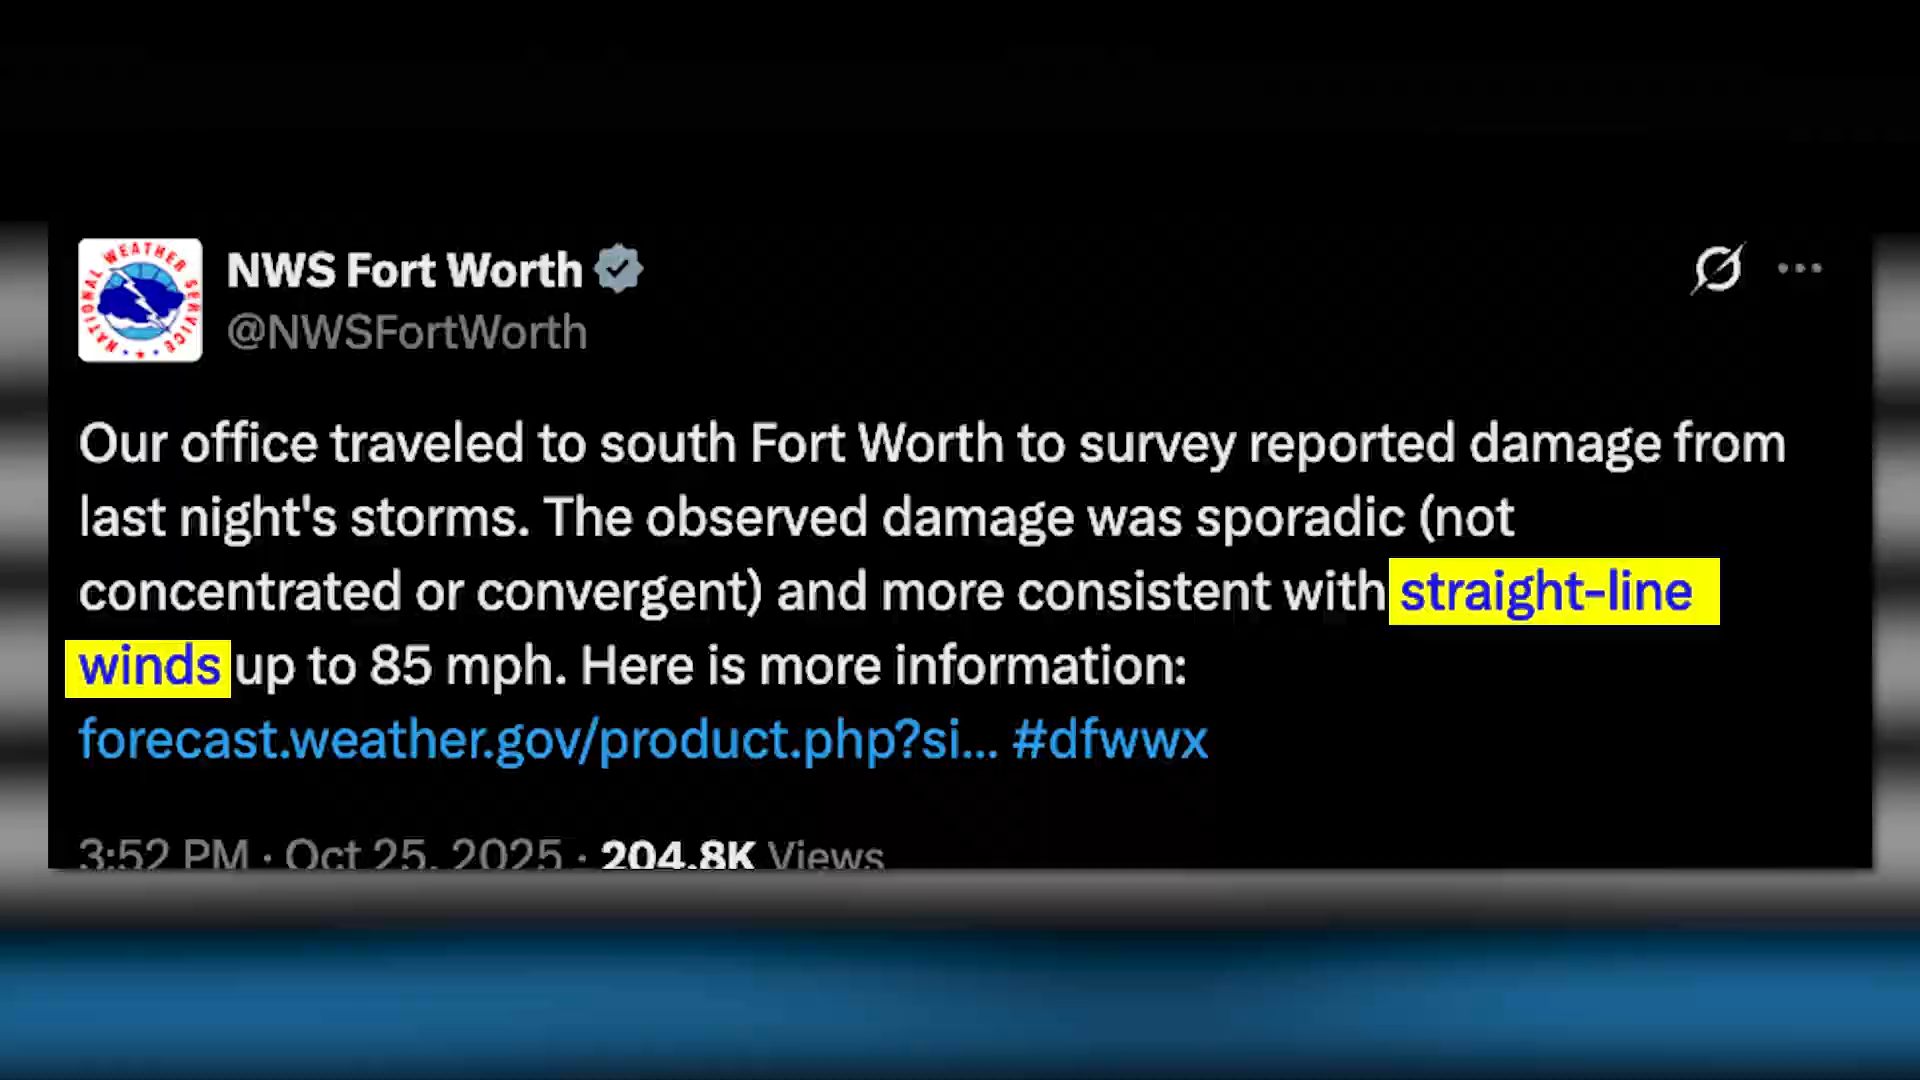 NATIONAL WEATHER SERVICE
NWS Fort Worth
@NWSFortWorth
Our office traveled to south Fort Worth to survey reported damage from
last night's storms. The observed damage was sporadic (not
concentrated or convergent) and more consistent with straight-line
winds up to 85 mph. Here is more information:
forecast.weather.gov/product.php?si... #dfwwx
3:52 PM · Oct 25, 2025 · 204.8K Views